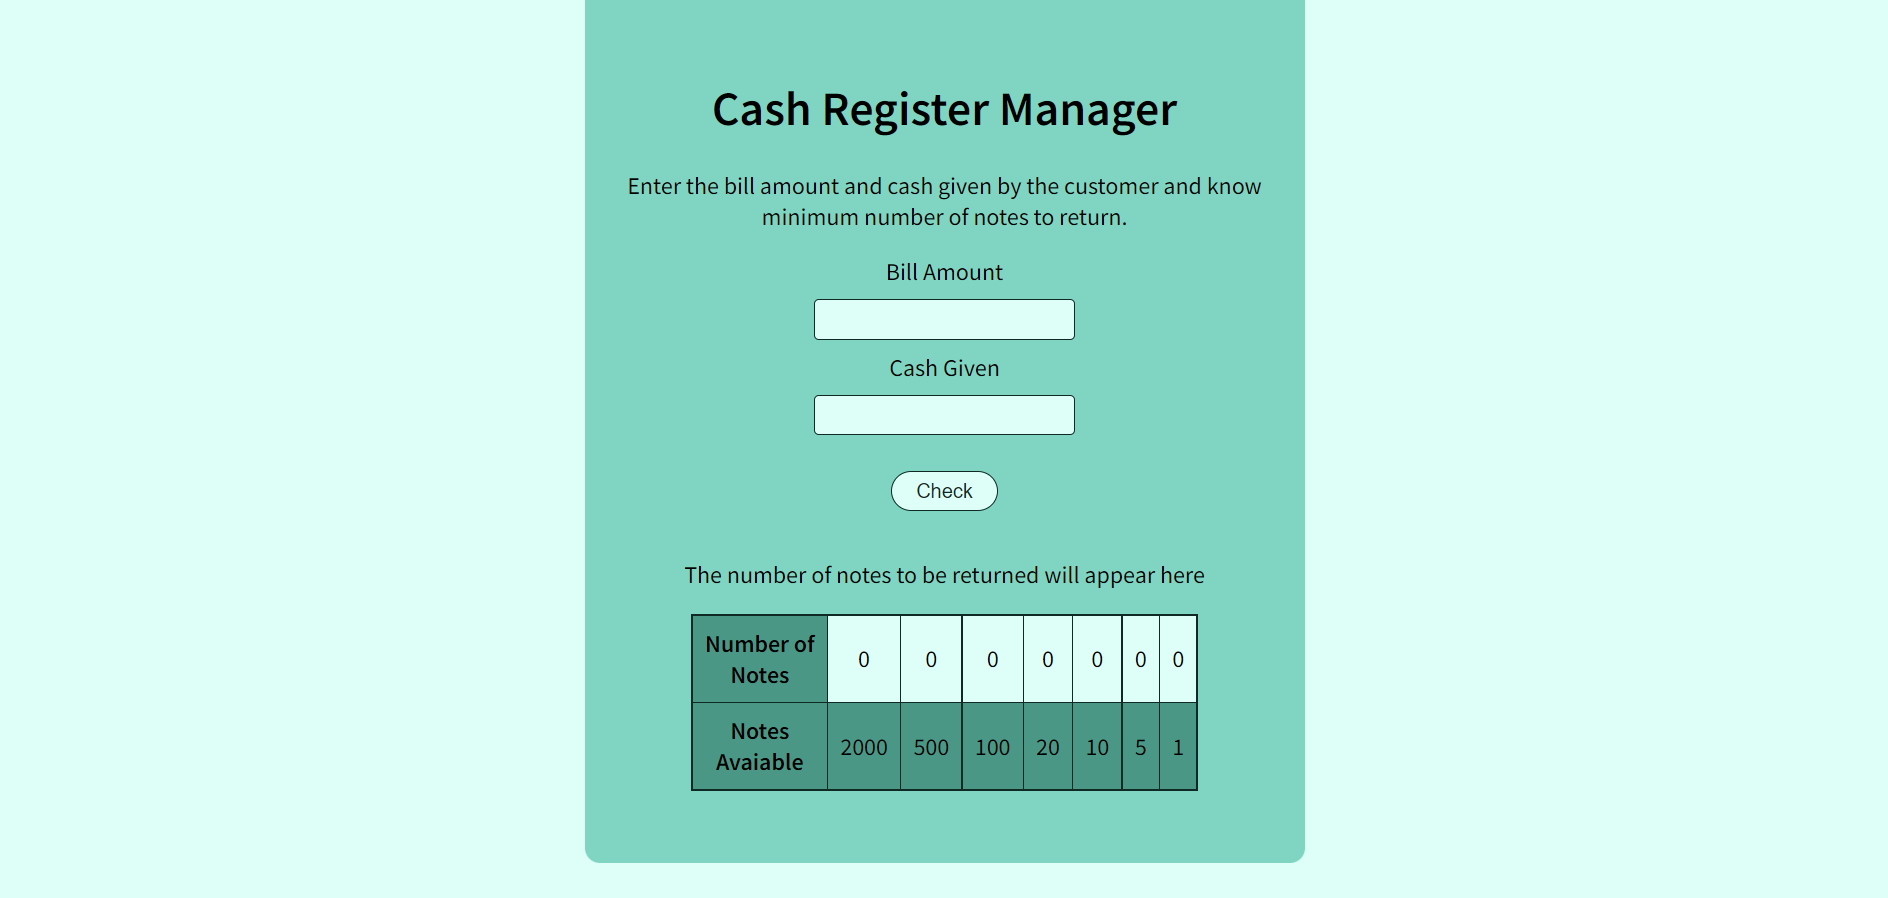 Cash Register Manager
Enter the bill amount and cash given by the customer and know
minimum number of notes to return.
Bill Amount
Cash Given
Check
The number of notes to be returned will appear here
Number of
Notes
0 0 0 0 0 0 0
Notes
Avaiable
2000 500 100 20 10 5 1